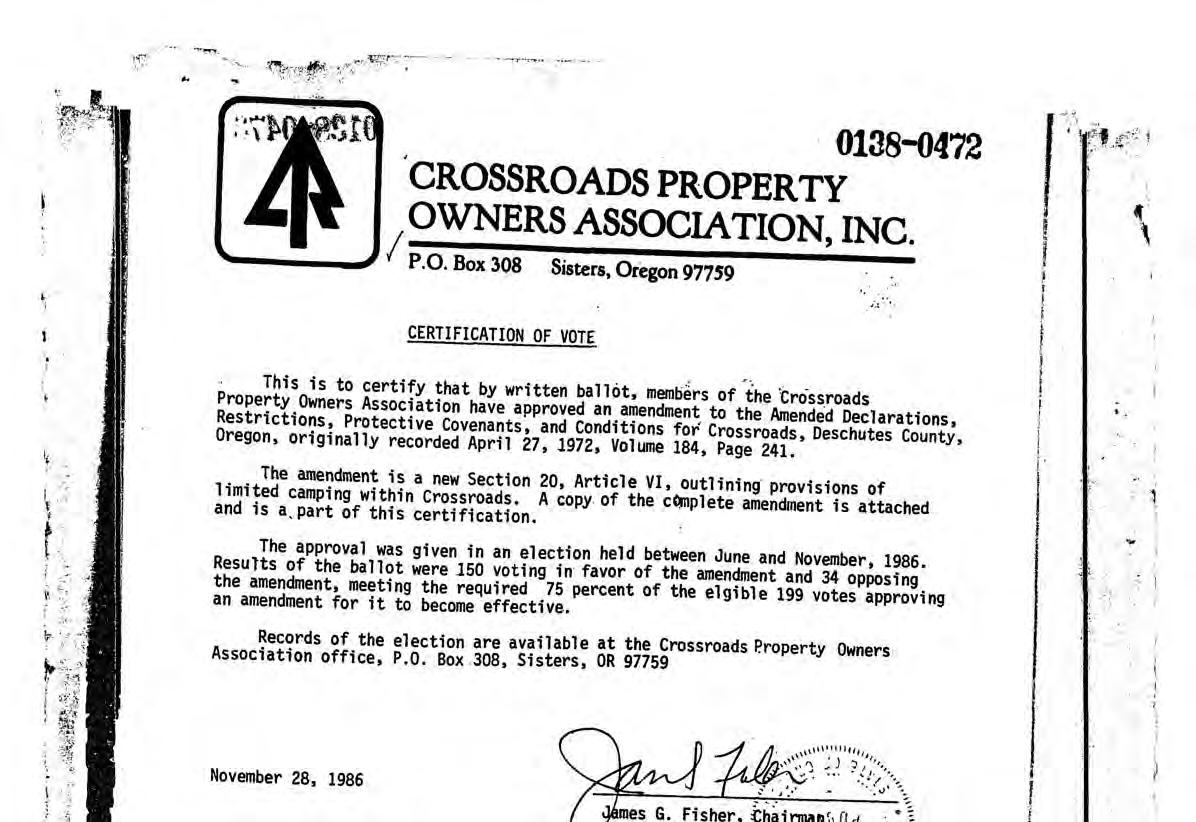 0138-0472
CROSSROADS PROPERTY
OWNERS ASSOCIATION, INC.
P.O. Box 308 Sisters, Oregon 97759
CERTIFICATION OF VOTE
This is to certify that by written ballot, members of the Crossroads
Property Owners Association have approved an amendment to the Amended Declarations,
Restrictions, Protective Covenants, and Conditions for Crossroads, Deschutes County,
Oregon, originally recorded April 27, 1972, Volume 184, Page 241.
The amendment is a new Section 20, Article VI, outlining provisions of
limited camping within Crossroads. A copy of the complete amendment is attached
and is a part of this certification.
The approval was given in an election held between June and November, 1986.
Results of the ballot were 150 voting in favor of the amendment and 34 opposing
the amendment, meeting the required 75 percent of the elgible 199 votes approving
an amendment for it to become effective.
Records of the election are available at the Crossroads Property Owners
Association office, P.O. Box 308, Sisters, OR 97759
November 28, 1986
James G. Fisher, Chairman